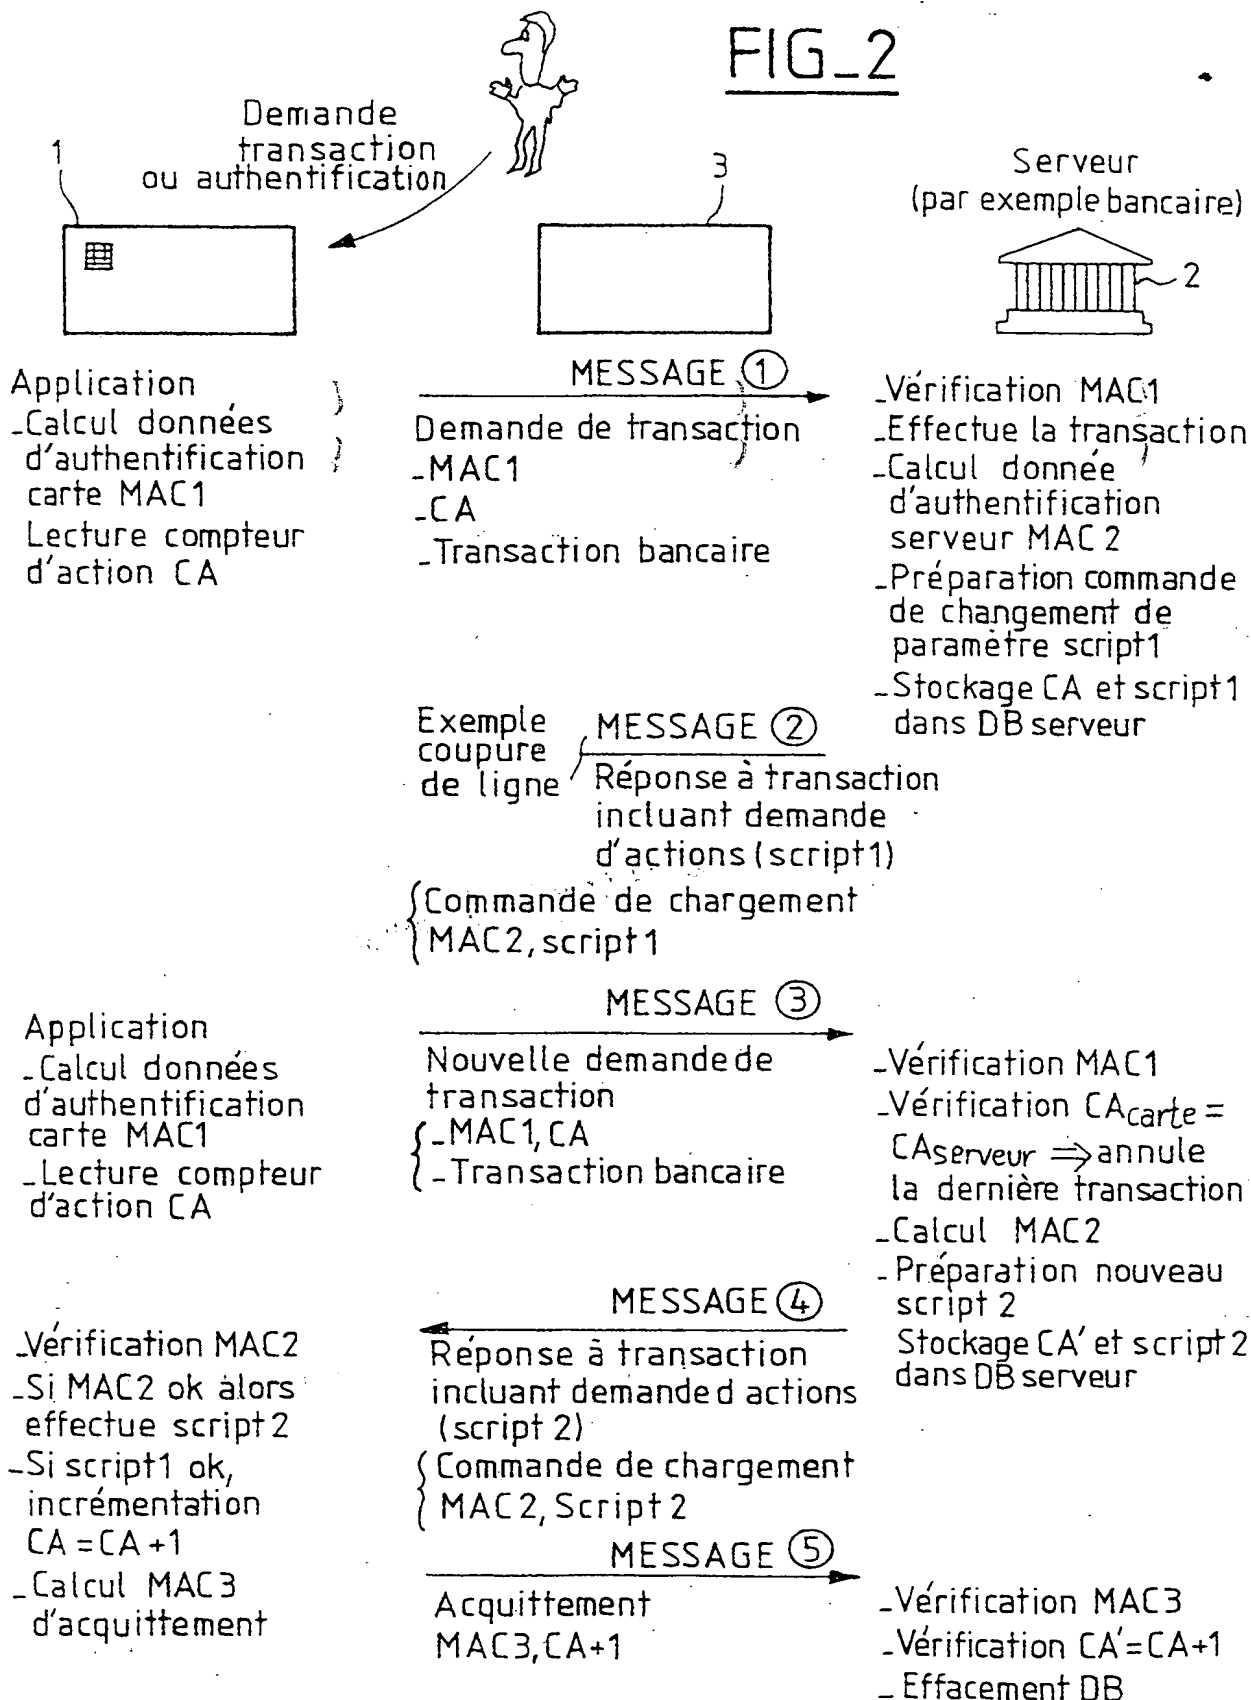 FIG_2
Demande
transaction
ou authentification
1
3
Serveur
(par exemple bancaire)
2
Application
_Calcul données
d'authentification
carte MAC1
Lecture compteur
d'action CA
MESSAGE 1
Demande de transaction
_MAC1
_CA
_Transaction bancaire
_Vérification MAC1
_Effectue la transaction
_Calcul donnée
d'authentification
serveur MAC 2
_Préparation commande
de changement de
paramètre script1
_Stockage CA et script1
dans DB serveur
Exemple
coupure
de ligne
MESSAGE 2
Réponse à transaction
incluant demande
d'actions (script1)
Commande de chargement
MAC2, script1
Application
_Calcul données
d'authentification
carte MAC1
_Lecture compteur
d'action CA
MESSAGE 3
Nouvelle demande de
transaction
_MAC1, CA
_Transaction bancaire
_Vérification MAC1
_Vérification CAcarte =
CAserveur ⇒ annule
la dernière transaction
_Calcul MAC2
_Préparation nouveau
script 2
Stockage CA' et script 2
dans DB serveur
MESSAGE 4
Réponse à transaction
incluant demande d actions
(script 2)
Commande de chargement
MAC2, Script 2
_Vérification MAC2
_Si MAC2 ok alors
effectue script 2
_Si script1 ok,
incrémentation
CA = CA +1
_Calcul MAC3
d'acquittement
MESSAGE 5
Acquittement
MAC3, CA+1
_Vérification MAC3
_Vérification CA'=CA+1
_Effacement DB